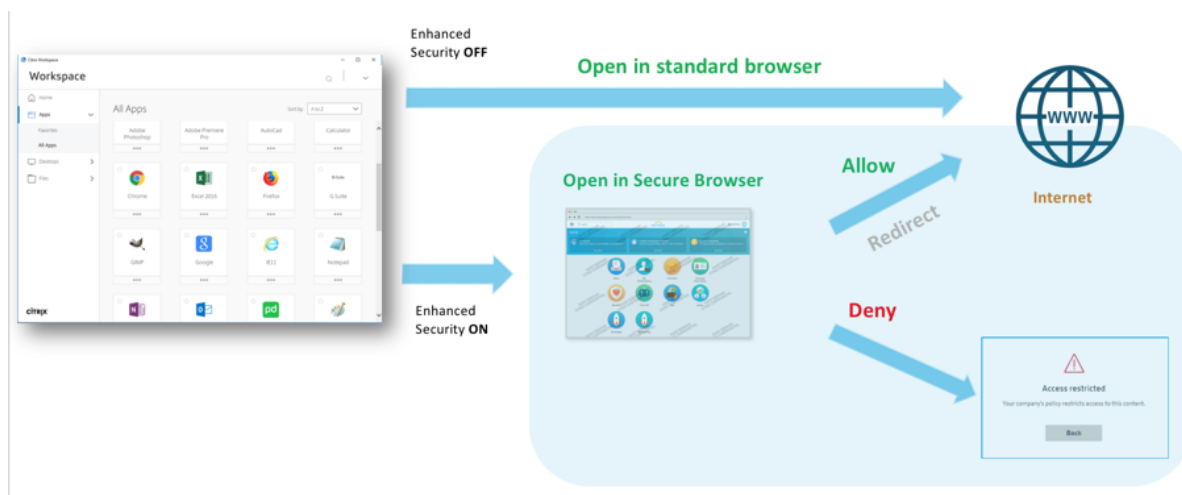 Enhanced
Security OFF
Open in standard browser
Citrix Workspace
Workspace
Home
Apps
Favorites
All Apps
Desktops
Files
All Apps
Sort by A to Z
Adobe
Photoshop
Adobe Premiere
Pro
AutoCad
Calculator
Chrome
Excel 2016
Firefox
G Suite
G Suite
GIMP
Google
IE11
Notepad
citrix
Enhanced
Security ON
Open in Secure Browser
Allow
Redirect
Deny
WWW
Internet
Access restricted
Your company's policy restricts access to this content.
Back